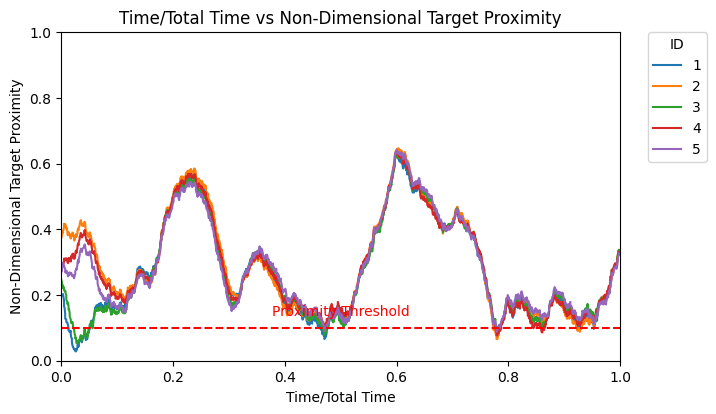 Time/Total Time vs Non-Dimensional Target Proximity
Non-Dimensional Target Proximity
1.0
0.8
0.6
0.4
0.2
0.0
Proximity Threshold
0.0 0.2 0.4 0.6 0.8 1.0
Time/Total Time
ID
1
2
3
4
5